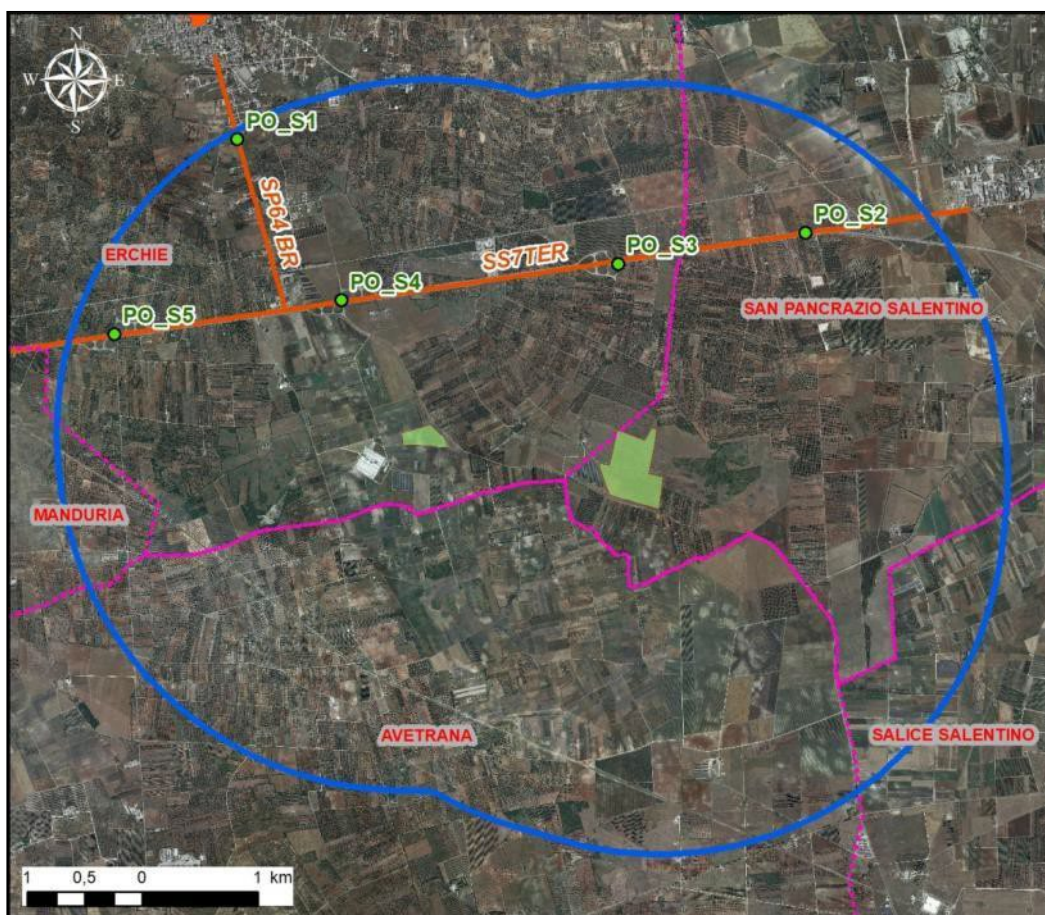 N
W E
S
PO_S1
SP64 BR
PO_S2
PO_S3
SS7TER
ERCHIE
PO_S4
SAN PANCRAZIO SALENTINO
PO_S5
MANDURIA
AVETRANA
SALICE SALENTINO
1 0,5 0 1 km